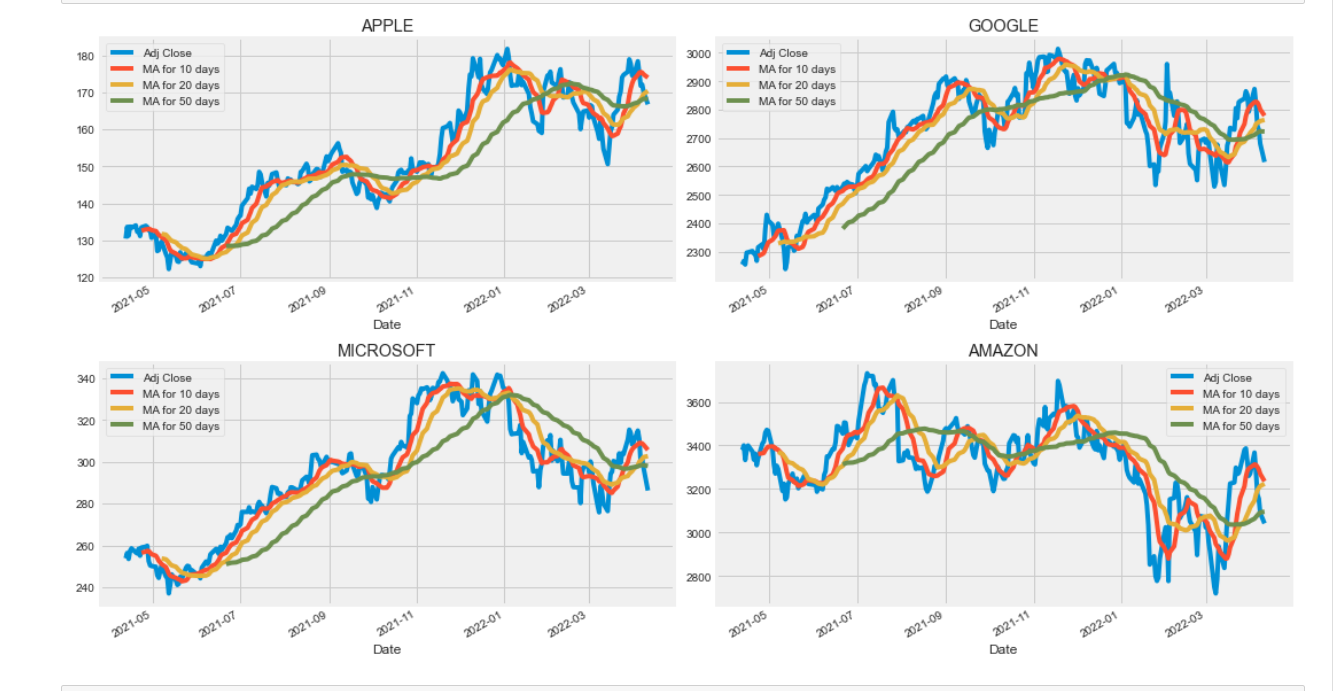 APPLE
Adj Close
MA for 10 days
MA for 20 days
MA for 50 days
180
170
160
150
140
130
120
2021-05
2021-07
2021-09
2021-11
2022-01
2022-03
Date
GOOGLE
Adj Close
MA for 10 days
MA for 20 days
MA for 50 days
3000
2900
2800
2700
2600
2500
2400
2300
2021-05
2021-07
2021-09
2021-11
2022-01
2022-03
Date
MICROSOFT
Adj Close
MA for 10 days
MA for 20 days
MA for 50 days
340
320
300
280
260
240
2021-05
2021-07
2021-09
2021-11
2022-01
2022-03
Date
AMAZON
Adj Close
MA for 10 days
MA for 20 days
MA for 50 days
3600
3400
3200
3000
2800
2021-05
2021-07
2021-09
2021-11
2022-01
2022-03
Date